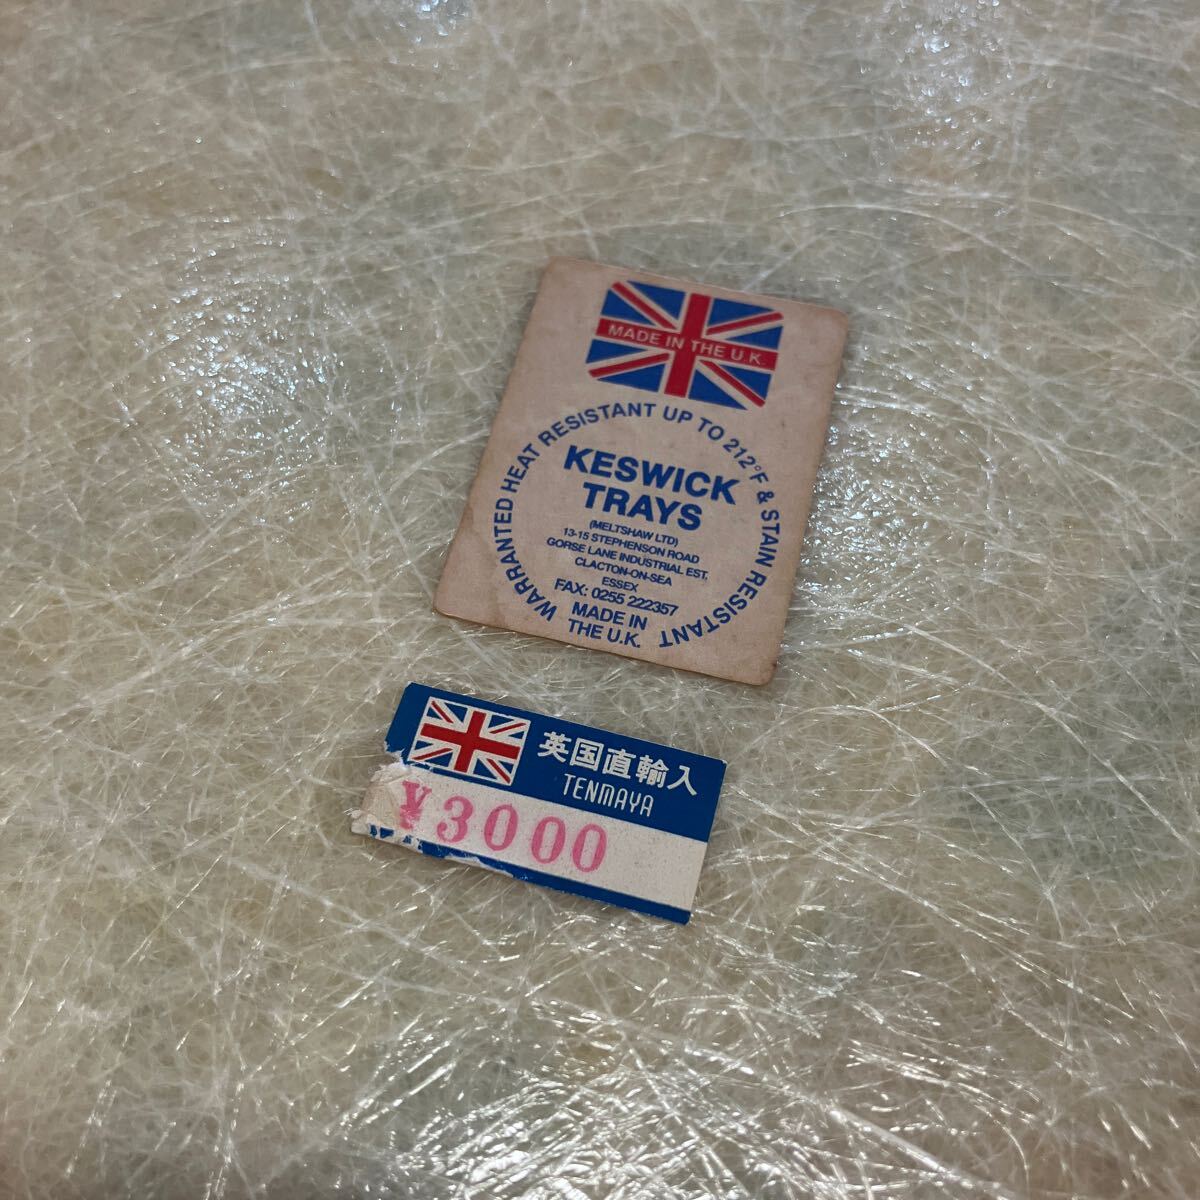 MADE IN THE U.K.
WARRANTED HEAT RESISTANT UP TO 212°F & STAIN RESISTANT
KESWICK
TRAYS
(MELTSHAW LTD)
13-15 STEPHENSON ROAD
GORSE LANE INDUSTRIAL EST,
CLACTON-ON-SEA
ESSEX
FAX: 0255 222357
MADE IN
THE U.K.
英国直輸入
TENMAYA
¥3000